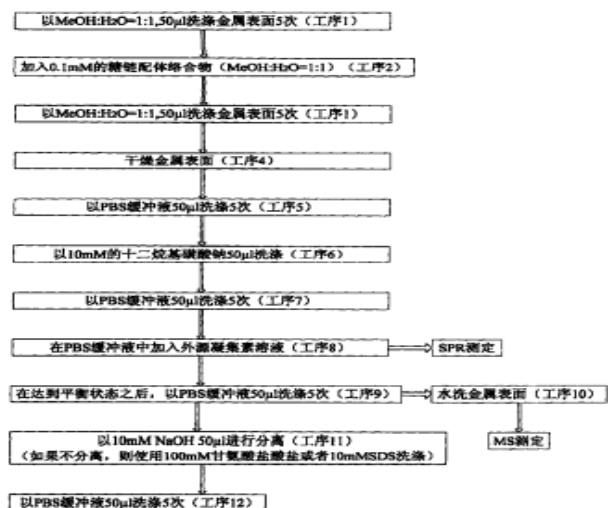 以MeOH:H2O=1:1,50μl洗涤金属表面5次（工序1）
加入0.1mM的糖链配体络合物（MeOH:H2O=1:1）（工序2）
以MeOH:H2O=1:1,50μl洗涤金属表面5次（工序1）
干燥金属表面（工序4）
以PBS缓冲液50μl洗涤5次（工序5）
以10mM的十二烷基磺酸钠50μl洗涤（工序6）
以PBS缓冲液50μl洗涤5次（工序7）
在PBS缓冲液中加入外源凝集素溶液（工序8）
SPR测定
在达到平衡状态之后，以PBS缓冲液50μl洗涤5次（工序9）
水洗金属表面（工序10）
以10mM NaOH 50μl进行分离（工序11）
（如果不分离，则使用100mM甘氨酸盐酸盐或者10mMSDS洗涤）
MS测定
以PBS缓冲液50μl洗涤5次（工序12）